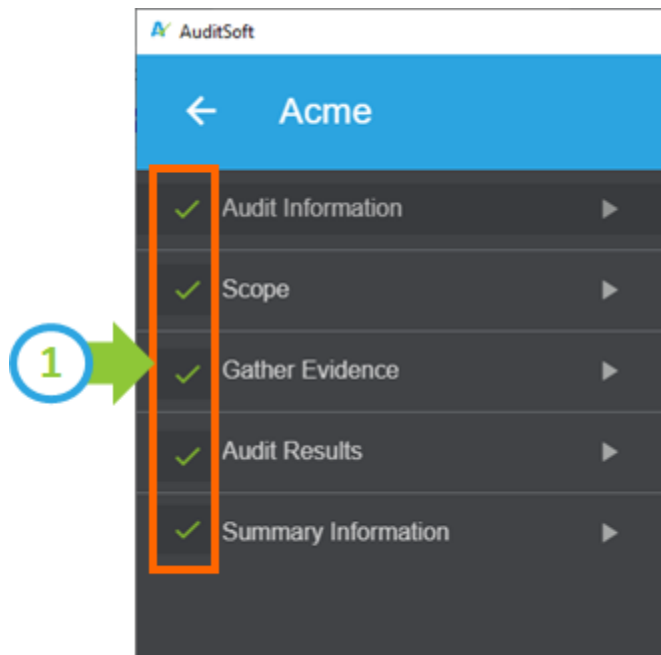 AuditSoft
Acme
Audit Information
Scope
1
Gather Evidence
Audit Results
Summary Information